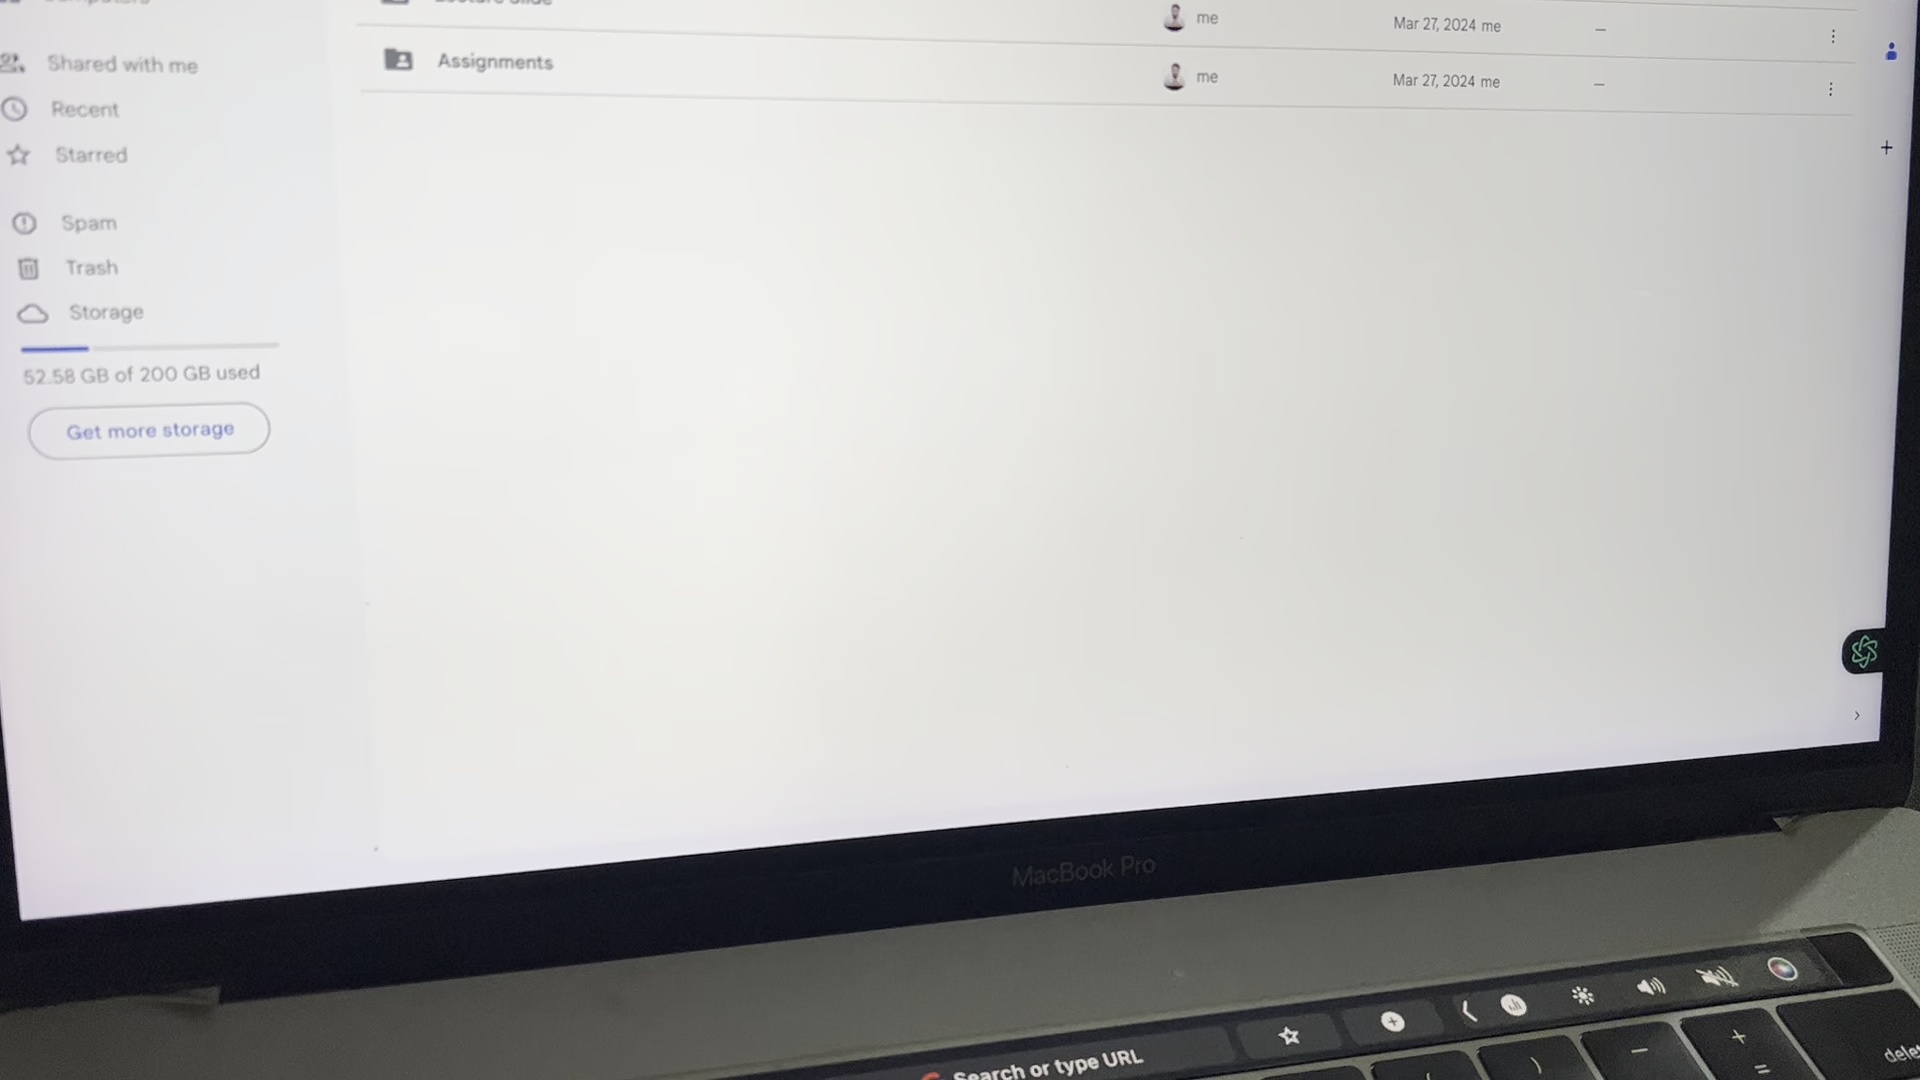 me
Mar 27, 2024 me
—
Shared with me
Assignments
me
Mar 27, 2024 me
—
Recent
Starred
Spam
Trash
Storage
52.58 GB of 200 GB used
Get more storage
MacBook Pro
Search or type URL
)
—
+
=